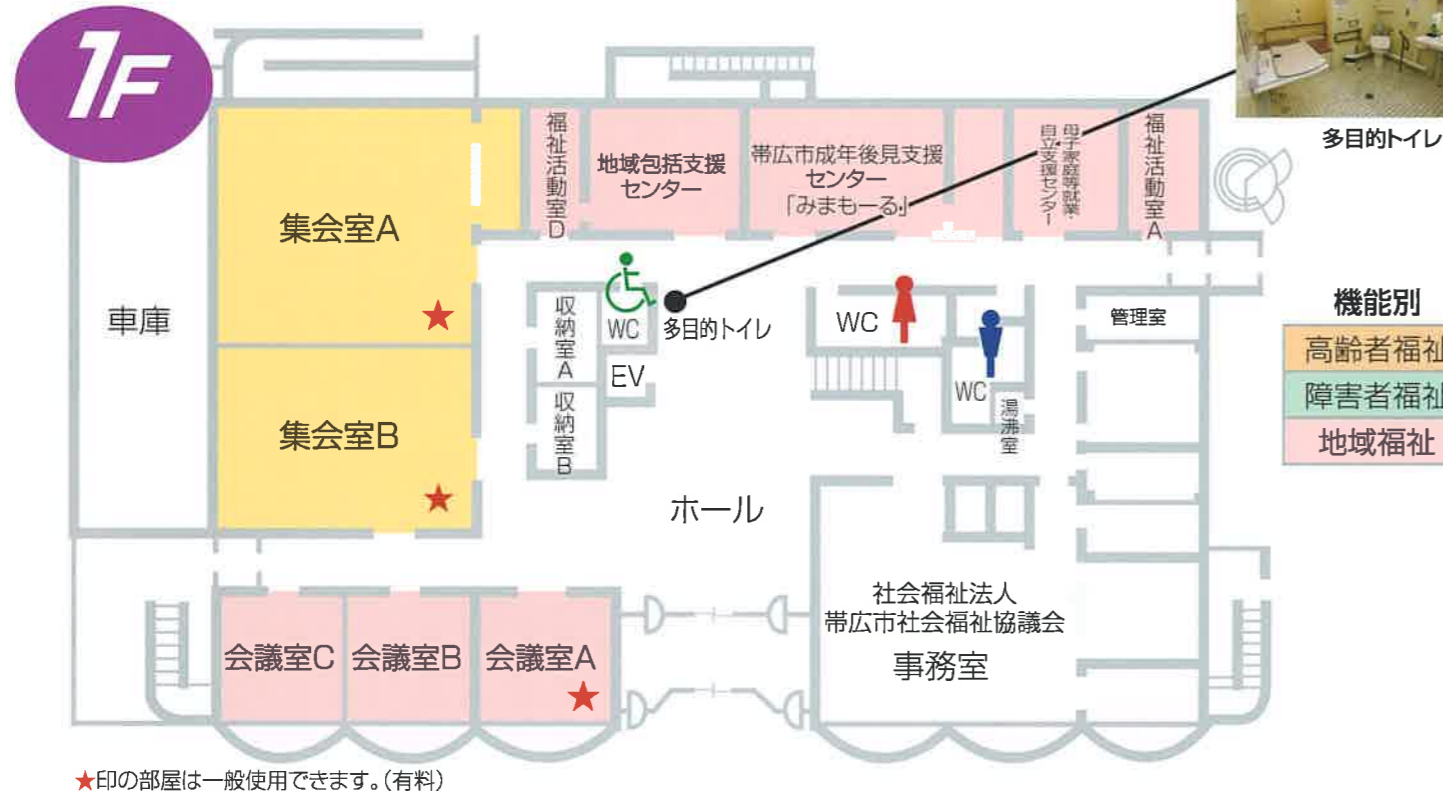 1F
多目的トイレ
福祉活動室D
地域包括支援
センター
帯広市成年後見支援
センター
「みまもーる」
母子家庭等就業・
自立支援センター
福祉活動室A
集会室A
★
車庫
収納室A
WC
多目的トイレ
WC
管理室
機能別
高齢者福祉
障害者福祉
地域福祉
EV
WC
湯沸室
収納室B
集会室B
★
ホール
社会福祉法人
帯広市社会福祉協議会
事務室
会議室C
会議室B
会議室A
★
★印の部屋は一般使用できます。(有料)